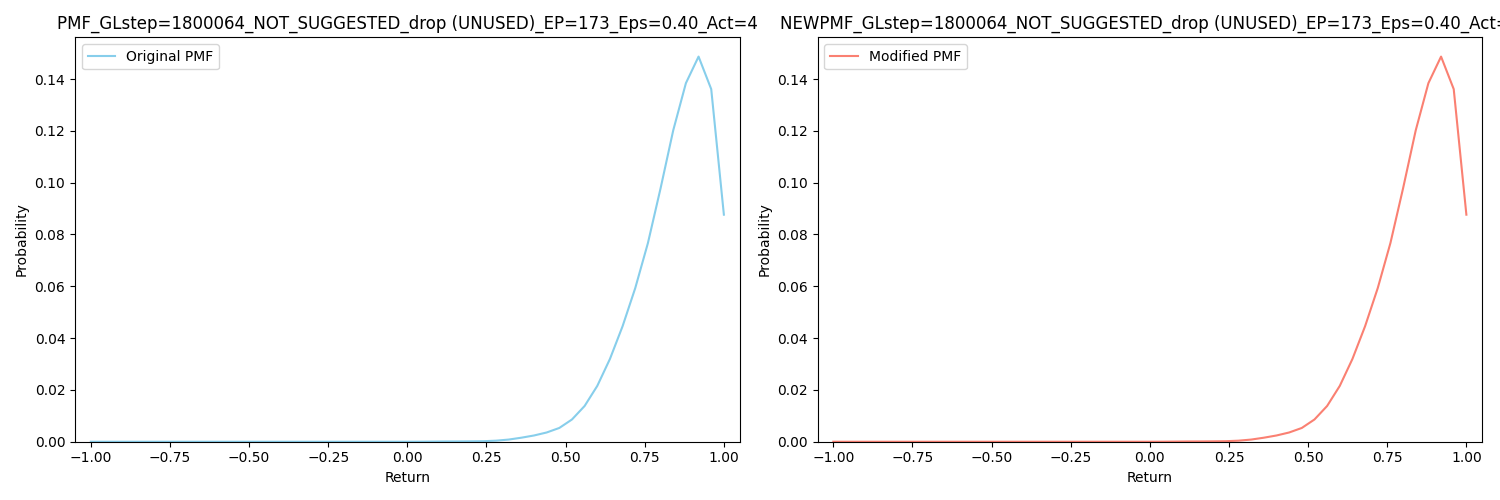 PMF_GLstep=1800064_NOT_SUGGESTED_drop (UNUSED)_EP=173_Eps=0.40_Act=4
Original PMF
Probability
0.14
0.12
0.10
0.08
0.06
0.04
0.02
0.00
−1.00 −0.75 −0.50 −0.25 0.00 0.25 0.50 0.75 1.00
Return
NEWPMF_GLstep=1800064_NOT_SUGGESTED_drop (UNUSED)_EP=173_Eps=0.40_Act=
Modified PMF
Probability
0.14
0.12
0.10
0.08
0.06
0.04
0.02
0.00
−1.00 −0.75 −0.50 −0.25 0.00 0.25 0.50 0.75 1.00
Return